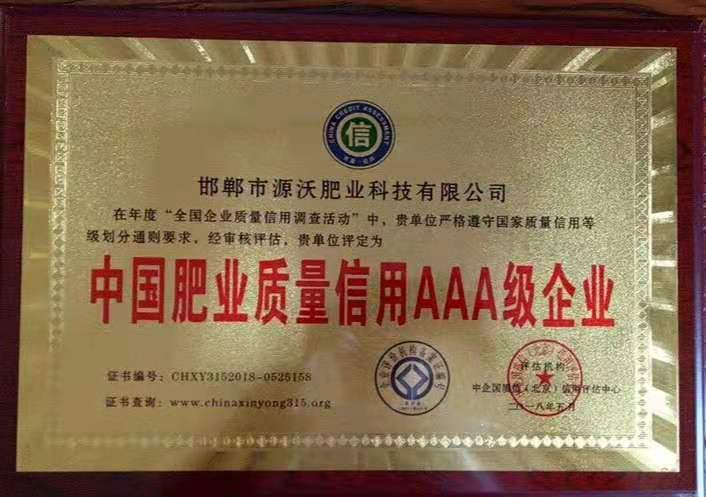 CHINA CREDIT ASSESSMENT
信
邯郸市源沃肥业科技有限公司
在年度“全国企业质量信用调查活动”中，贵单位严格遵守国家质量信用等
级划分通则要求，经审核评估，贵单位评定为
中国肥业质量信用AAA级企业
证书编号：CHXY3152018-0525158
证书查询：www.chinaxinyong315.org
评估机构
中企国质信（北京）信用评估中心
二〇一八年五月